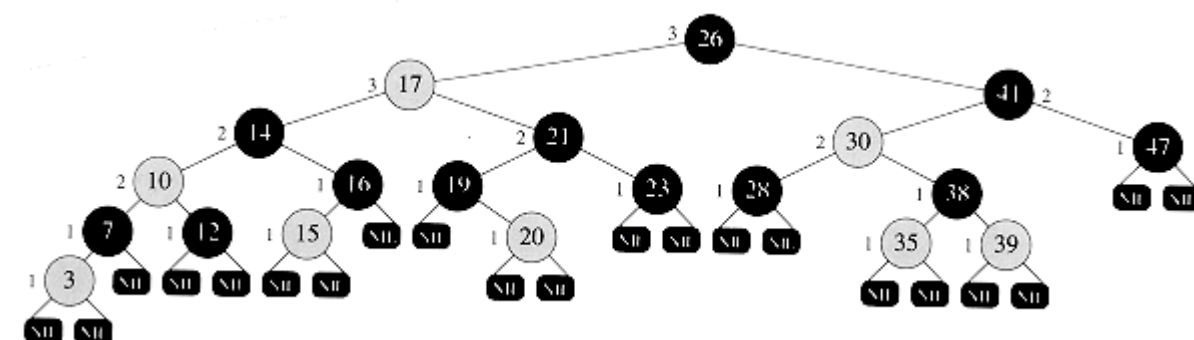 3 26
3 17
41 2
2 14
2 21
2 30
1 47
2 10
1 16
1 19
1 23
1 28
1 38
NIL NIL
1 7
1 12
1 15
NIL
NIL
1 20
NIL NIL
NIL NIL
1 35
1 39
1 3
NIL
NIL NIL
NIL NIL
NIL NIL
NIL NIL
NIL NIL
NIL NIL